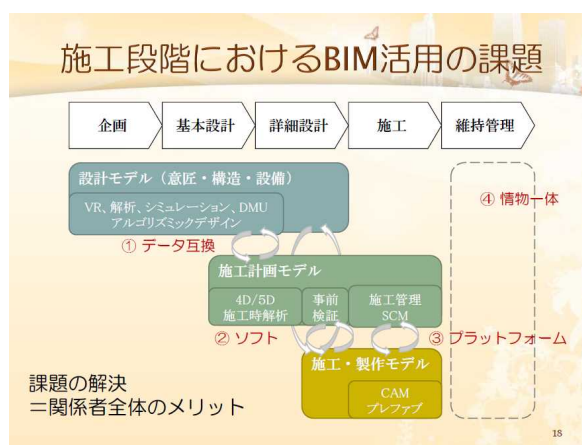 施工段階におけるBIM活用の課題
企画
基本設計
詳細設計
施工
維持管理
設計モデル（意匠・構造・設備）
VR、解析、シミュレーション、DMU
アルゴリズミックデザイン
④ 情物一体
① データ互換
施工計画モデル
4D/5D
施工時解析
事前
検証
施工管理
SCM
② ソフト
③ プラットフォーム
施工・製作モデル
CAM
プレファブ
課題の解決
＝関係者全体のメリット
18